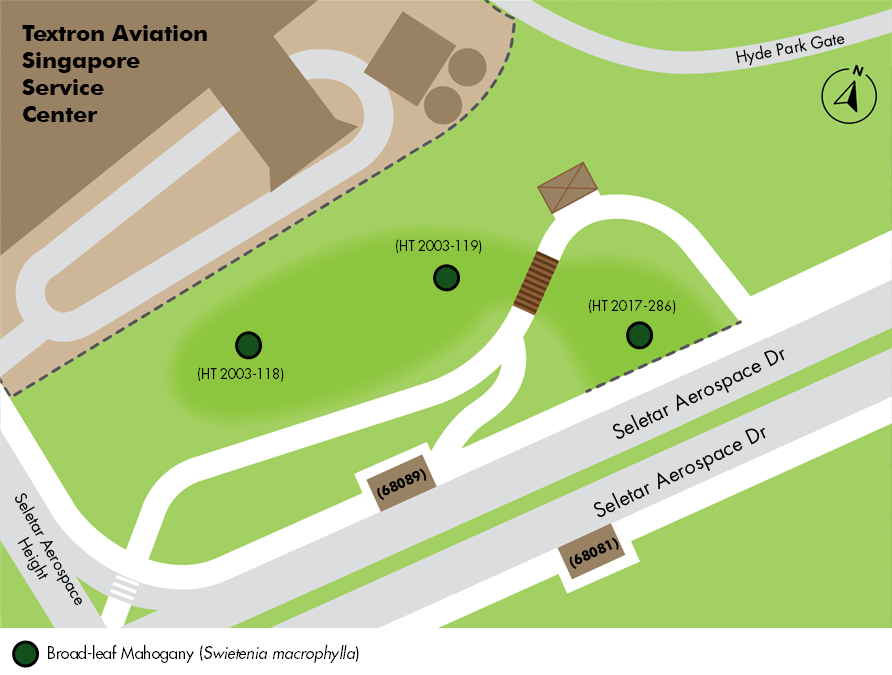 Textron Aviation
Singapore
Service
Center
Hyde Park Gate
N
(HT 2003-119)
(HT 2017-286)
(HT 2003-118)
Seletar Aerospace Dr
Seletar Aerospace Dr
(68089)
Seletar Aerospace
Height
(68081)
Broad-leaf Mahogany (Swietenia macrophylla)